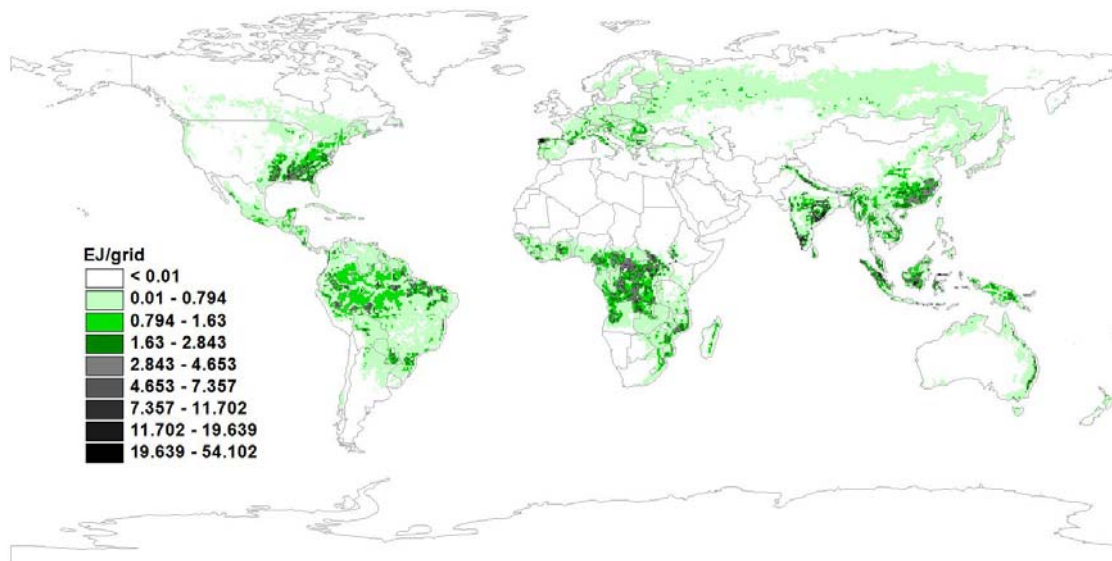 EJ/grid
< 0.01
0.01 - 0.794
0.794 - 1.63
1.63 - 2.843
2.843 - 4.653
4.653 - 7.357
7.357 - 11.702
11.702 - 19.639
19.639 - 54.102